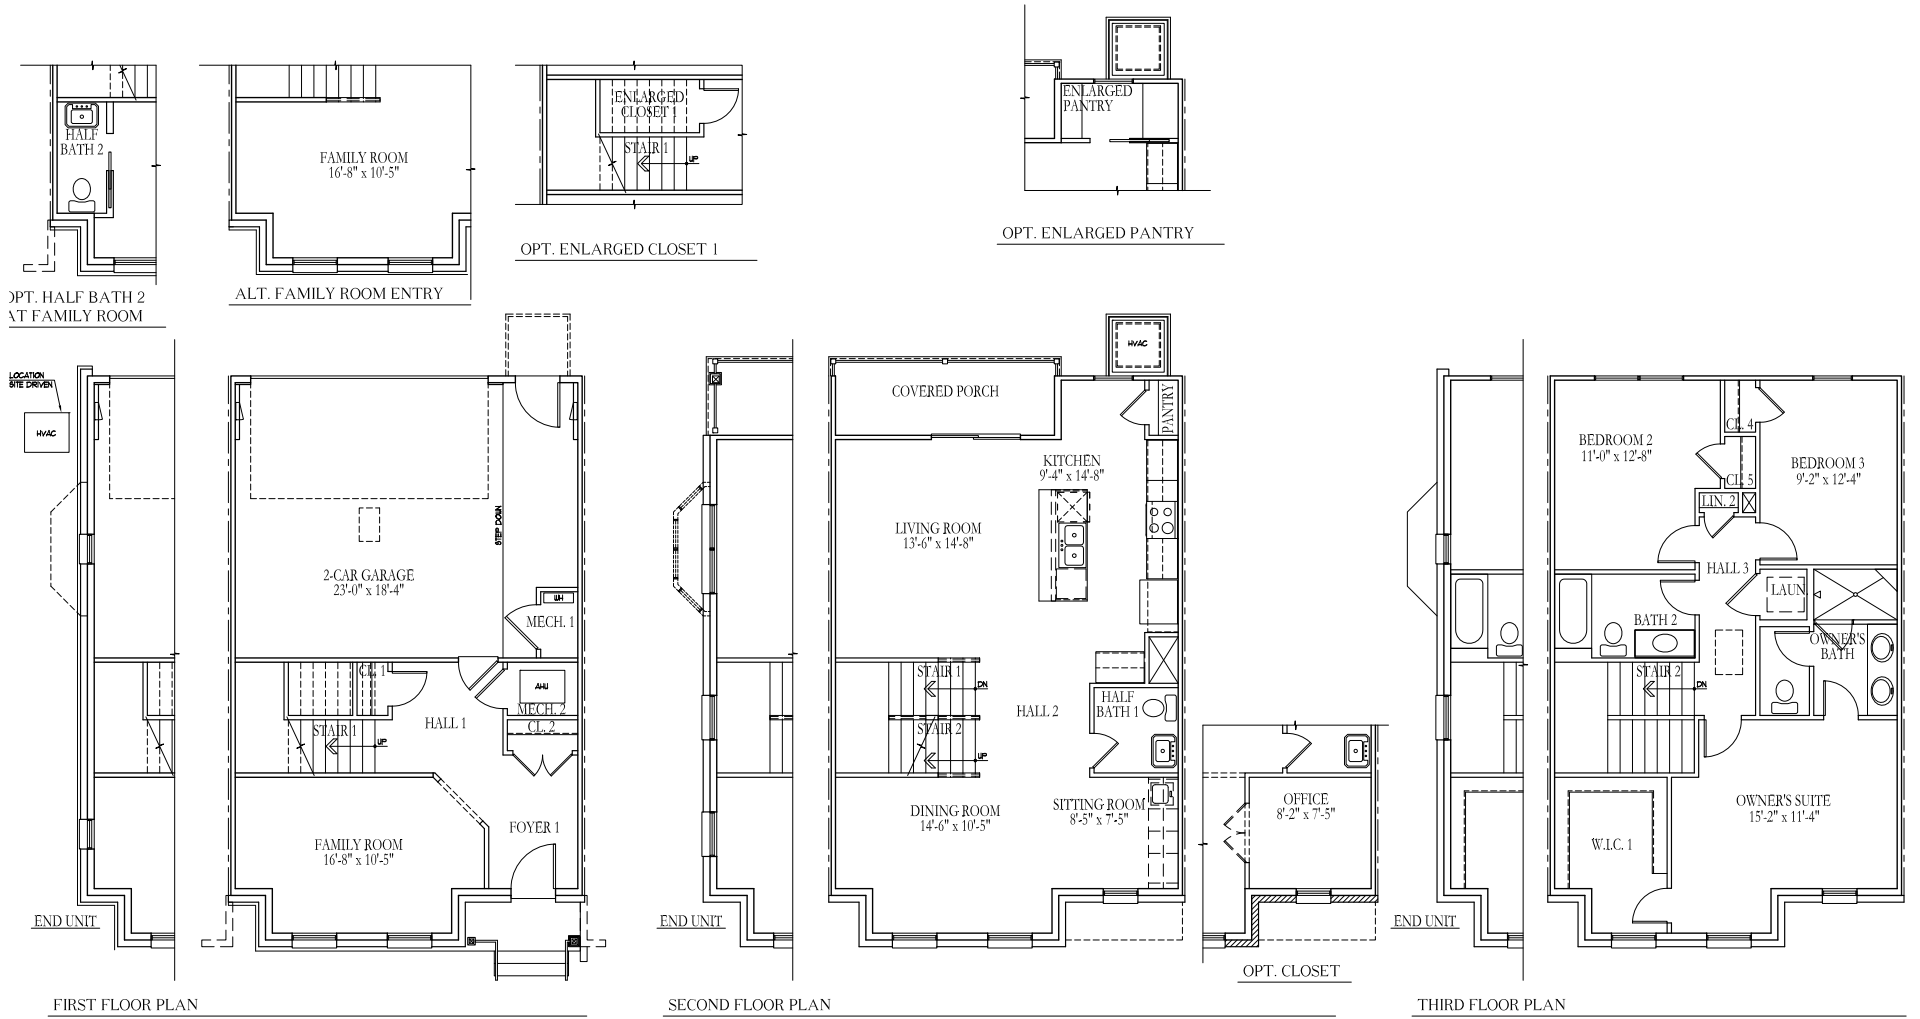 HALF
BATH 2
OPT. HALF BATH 2
AT FAMILY ROOM
FAMILY ROOM
16'-8" x 10'-5"
ALT. FAMILY ROOM ENTRY
ENLARGED
CLOSET 1
STAIR 1
UP
OPT. ENLARGED CLOSET 1
ENLARGED
PANTRY
OPT. ENLARGED PANTRY
LOCATION
SITE DRIVEN
HVAC
END UNIT
2-CAR GARAGE
23'-0" x 18'-4"
STEP DOWN
WH
MECH. 1
CL. 1
AHU
MECH. 2
CL. 2
HALL 1
STAIR 1
UP
FAMILY ROOM
16'-8" x 10'-5"
FOYER 1
FIRST FLOOR PLAN
HVAC
COVERED PORCH
PANTRY
KITCHEN
9'-4" x 14'-8"
LIVING ROOM
13'-6" x 14'-8"
STAIR 1
DN
HALF
BATH 1
HALL 2
STAIR 2
UP
DINING ROOM
14'-6" x 10'-5"
SITTING ROOM
8'-5" x 7'-5"
END UNIT
SECOND FLOOR PLAN
OFFICE
8'-2" x 7'-5"
OPT. CLOSET
BEDROOM 2
11'-0" x 12'-8"
CL. 4
BEDROOM 3
9'-2" x 12'-4"
CL. 5
LIN. 2
HALL 3
LAUN.
BATH 2
OWNER'S
BATH
STAIR 2
DN
OWNER'S SUITE
15'-2" x 11'-4"
W.I.C. 1
END UNIT
THIRD FLOOR PLAN